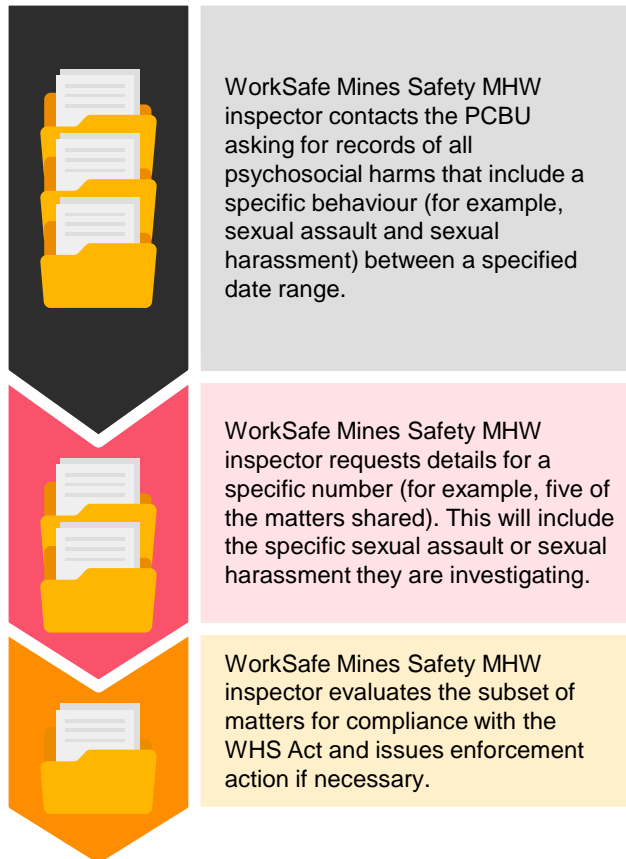 WorkSafe Mines Safety MHW
inspector contacts the PCBU
asking for records of all
psychosocial harms that include a
specific behaviour (for example,
sexual assault and sexual
harassment) between a specified
date range.
WorkSafe Mines Safety MHW
inspector requests details for a
specific number (for example, five of
the matters shared). This will include
the specific sexual assault or sexual
harassment they are investigating.
WorkSafe Mines Safety MHW
inspector evaluates the subset of
matters for compliance with the
WHS Act and issues enforcement
action if necessary.